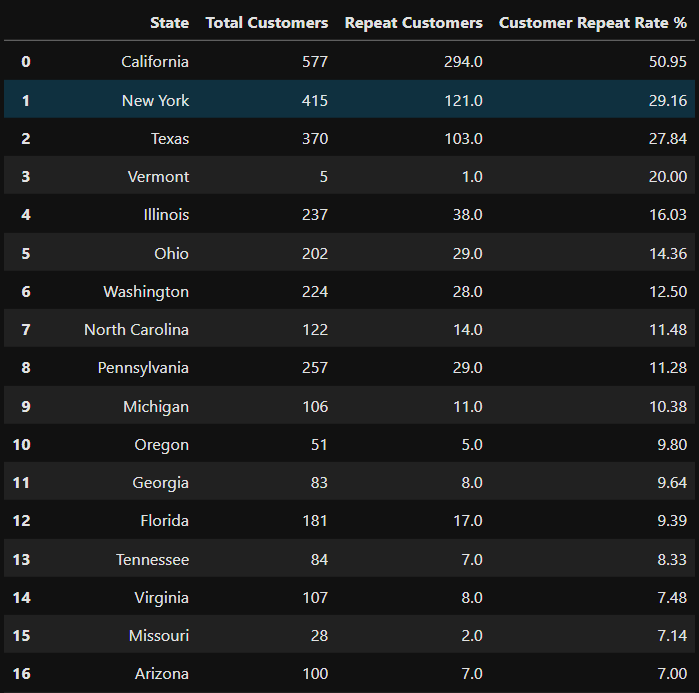 State Total Customers Repeat Customers Customer Repeat Rate %
0 California 577 294.0 50.95
1 New York 415 121.0 29.16
2 Texas 370 103.0 27.84
3 Vermont 5 1.0 20.00
4 Illinois 237 38.0 16.03
5 Ohio 202 29.0 14.36
6 Washington 224 28.0 12.50
7 North Carolina 122 14.0 11.48
8 Pennsylvania 257 29.0 11.28
9 Michigan 106 11.0 10.38
10 Oregon 51 5.0 9.80
11 Georgia 83 8.0 9.64
12 Florida 181 17.0 9.39
13 Tennessee 84 7.0 8.33
14 Virginia 107 8.0 7.48
15 Missouri 28 2.0 7.14
16 Arizona 100 7.0 7.00